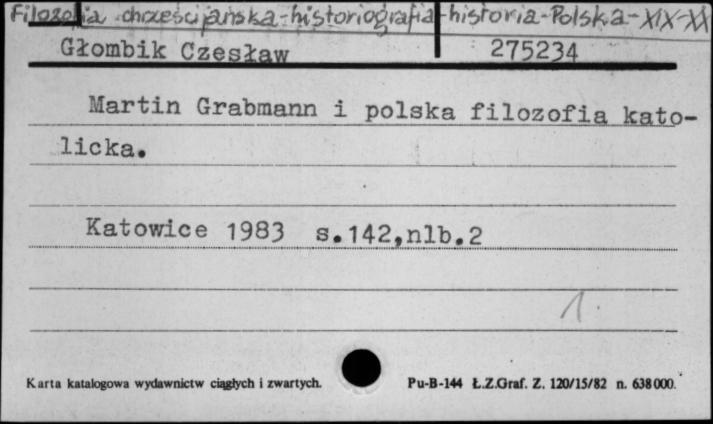 Filozofia chrześcijańska-historiografia-historia-Polska-XIX-XX
Głombik Czesław 275234
Martin Grabmann i polska filozofia kato-
licka.
Katowice 1983 s.142,nlb.2
1.
Karta katalogowa wydawnictw ciągłych i zwartych. Pu-B-144 Ł.Z.Graf. Z. 120/15/82 n. 638000.